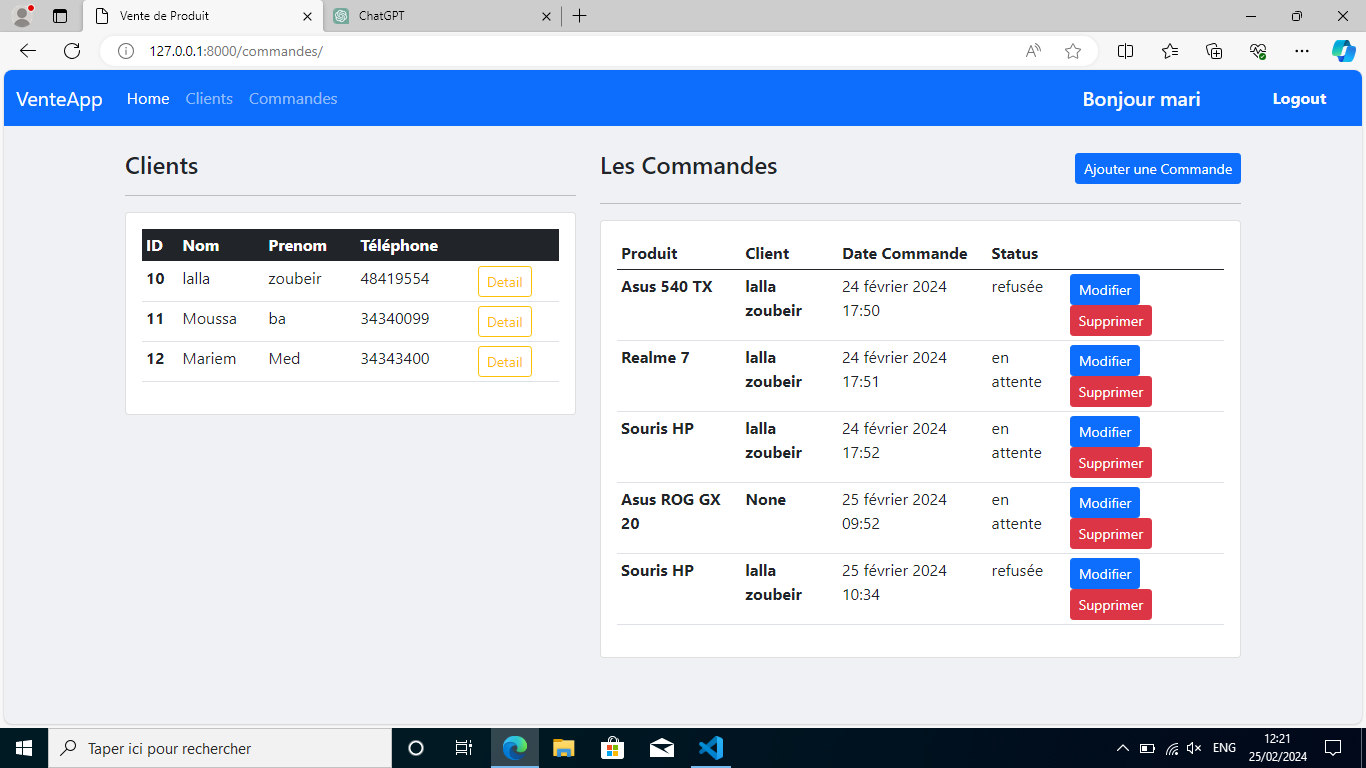 Vente de Produit
ChatGPT
127.0.0.1:8000/commandes/
VenteApp Home Clients Commandes Bonjour mari Logout
Clients
ID Nom Prenom Téléphone
10 lalla zoubeir 48419554 Detail
11 Moussa ba 34340099 Detail
12 Mariem Med 34343400 Detail
Les Commandes Ajouter une Commande
Produit Client Date Commande Status
Asus 540 TX lalla 24 février 2024 refusée Modifier
zoubeir 17:50 Supprimer
Realme 7 lalla 24 février 2024 en Modifier
zoubeir 17:51 attente Supprimer
Souris HP lalla 24 février 2024 en Modifier
zoubeir 17:52 attente Supprimer
Asus ROG GX None 25 février 2024 en Modifier
20 09:52 attente Supprimer
Souris HP lalla 25 février 2024 refusée Modifier
zoubeir 10:34 Supprimer
Taper ici pour rechercher
ENG
12:21
25/02/2024